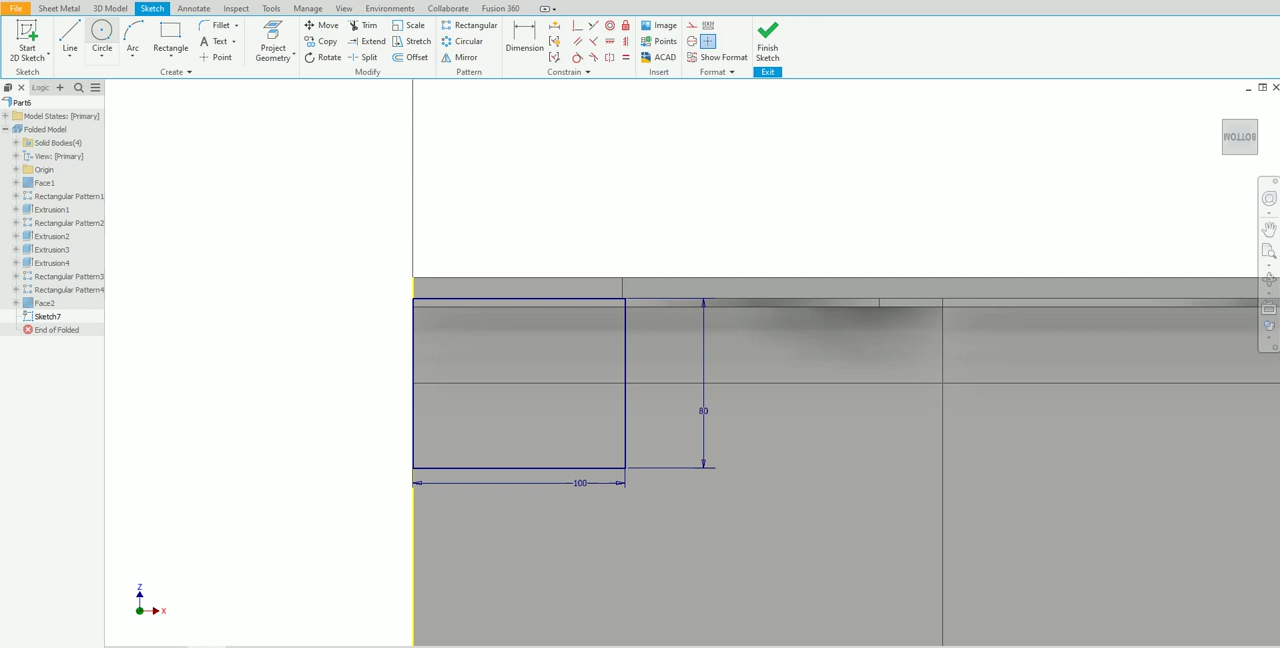 File Sheet Metal 3D Model Sketch Annotate Inspect Tools Manage View Environments Collaborate Fusion 360
Start
2D Sketch
Line
Circle
Arc
Rectangle
Fillet
Text
Point
Project
Geometry
Move
Trim
Scale
Copy
Extend
Stretch
Rotate
Split
Offset
Rectangular
Circular
Mirror
Dimension
Image
Points
ACAD
Show Format
Finish
Sketch
Sketch Create Modify Pattern Constrain Insert Format Exit
iLogic
Part6
Model States: [Primary]
Folded Model
Solid Bodies(4)
View: [Primary]
Origin
Face1
Rectangular Pattern1
Extrusion1
Rectangular Pattern2
Extrusion2
Extrusion3
Extrusion4
Rectangular Pattern3
Rectangular Pattern4
Face2
Sketch7
End of Folded
BOTTOM
80
100
Z
X